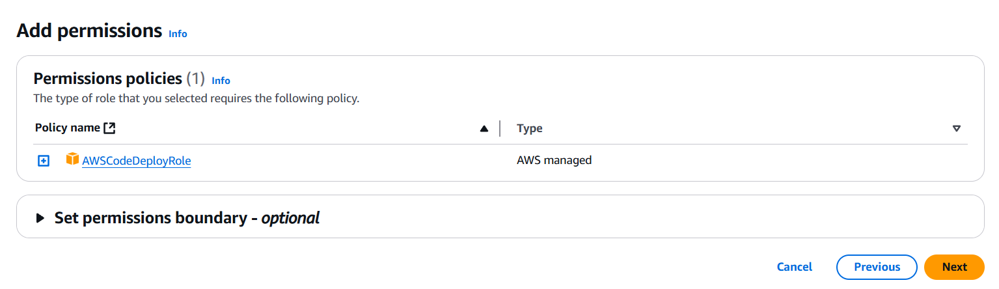 Add permissions Info
Permissions policies (1) Info
The type of role that you selected requires the following policy.
Policy name Type
AWSCodeDeployRole AWS managed
Set permissions boundary - optional
Cancel Previous Next